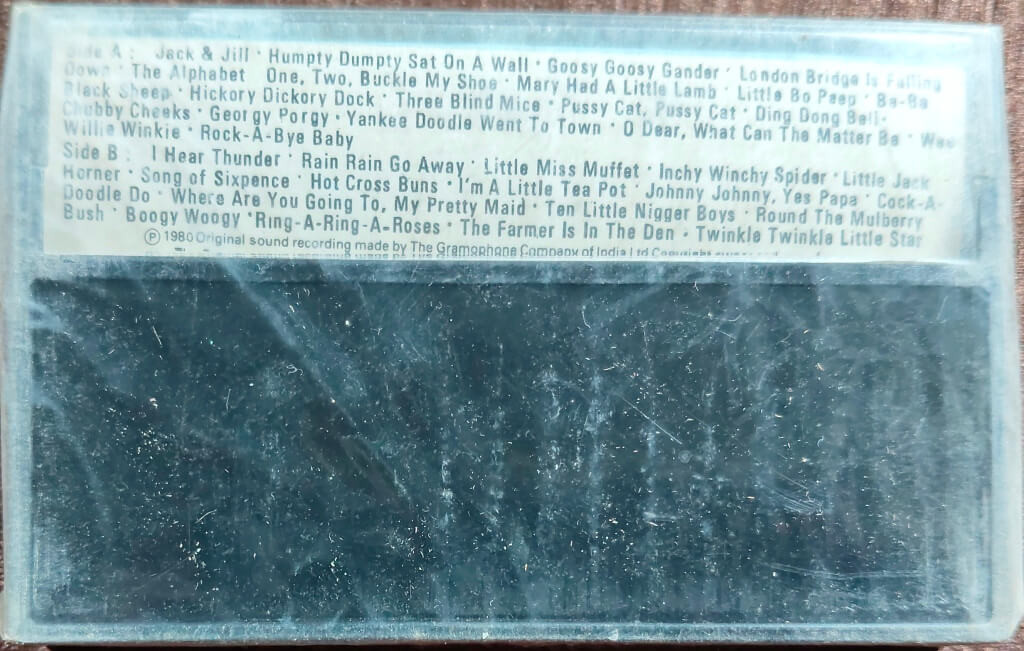 Side A : Jack & Jill · Humpty Dumpty Sat On A Wall · Goosy Goosy Gander · London Bridge Is Falling
Down · The Alphabet One, Two, Buckle My Shoe · Mary Had A Little Lamb · Little Bo Peep · Ba-Ba
Black Sheep · Hickory Dickory Dock · Three Blind Mice · Pussy Cat, Pussy Cat · Ding Dong Bell ·
Chubby Cheeks · Georgy Porgy · Yankee Doodle Went To Town · O Dear, What Can The Matter Be · Wee
Willie Winkie · Rock-A-Bye Baby
Side B : I Hear Thunder · Rain Rain Go Away · Little Miss Muffet · Inchy Winchy Spider · Little Jack
Horner · Song of Sixpence · Hot Cross Buns · I'm A Little Tea Pot · Johnny Johnny, Yes Papa · Cock-A-
Doodle Do · Where Are You Going To, My Pretty Maid · Ten Little Nigger Boys · Round The Mulberry
Bush · Boogy Woogy · Ring-A-Ring-A-Roses · The Farmer Is In The Den · Twinkle Twinkle Little Star
Ⓟ 1980 Original sound recording made by The Gramophone Company of India Ltd